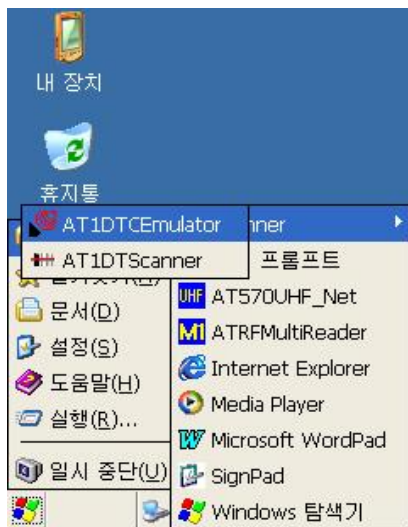 내 장치
휴지통
AT1DTCEmulator
nner
AT1DTScanner
프롬프트
UHF AT570UHF_Net
문서(D)
M1 ATRFMultiReader
설정(S)
Internet Explorer
도움말(H)
Media Player
실행(R)...
W Microsoft WordPad
일시 중단(U)
SignPad
Windows 탐색기